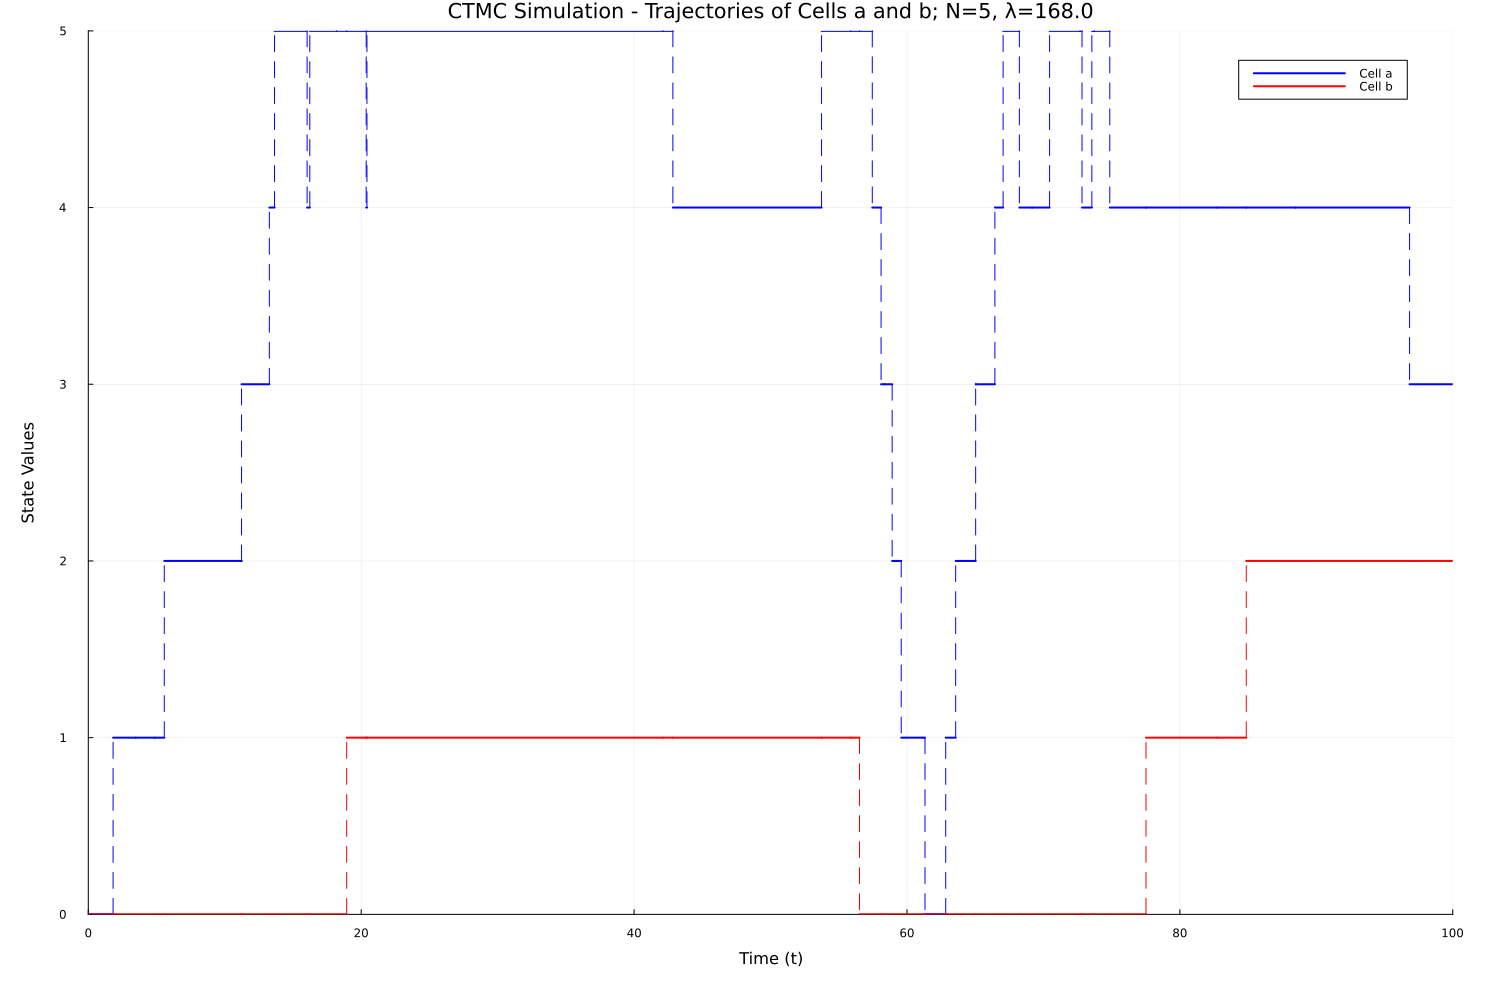 CTMC Simulation - Trajectories of Cells a and b; N=5, λ=168.0
Cell a
Cell b
State Values
5
4
3
2
1
0
0 20 40 60 80 100
Time (t)